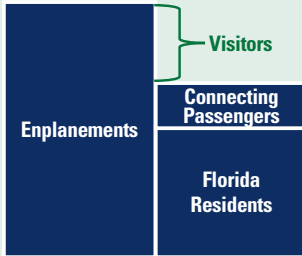 Visitors
Connecting
Passengers
Enplanements
Florida
Residents